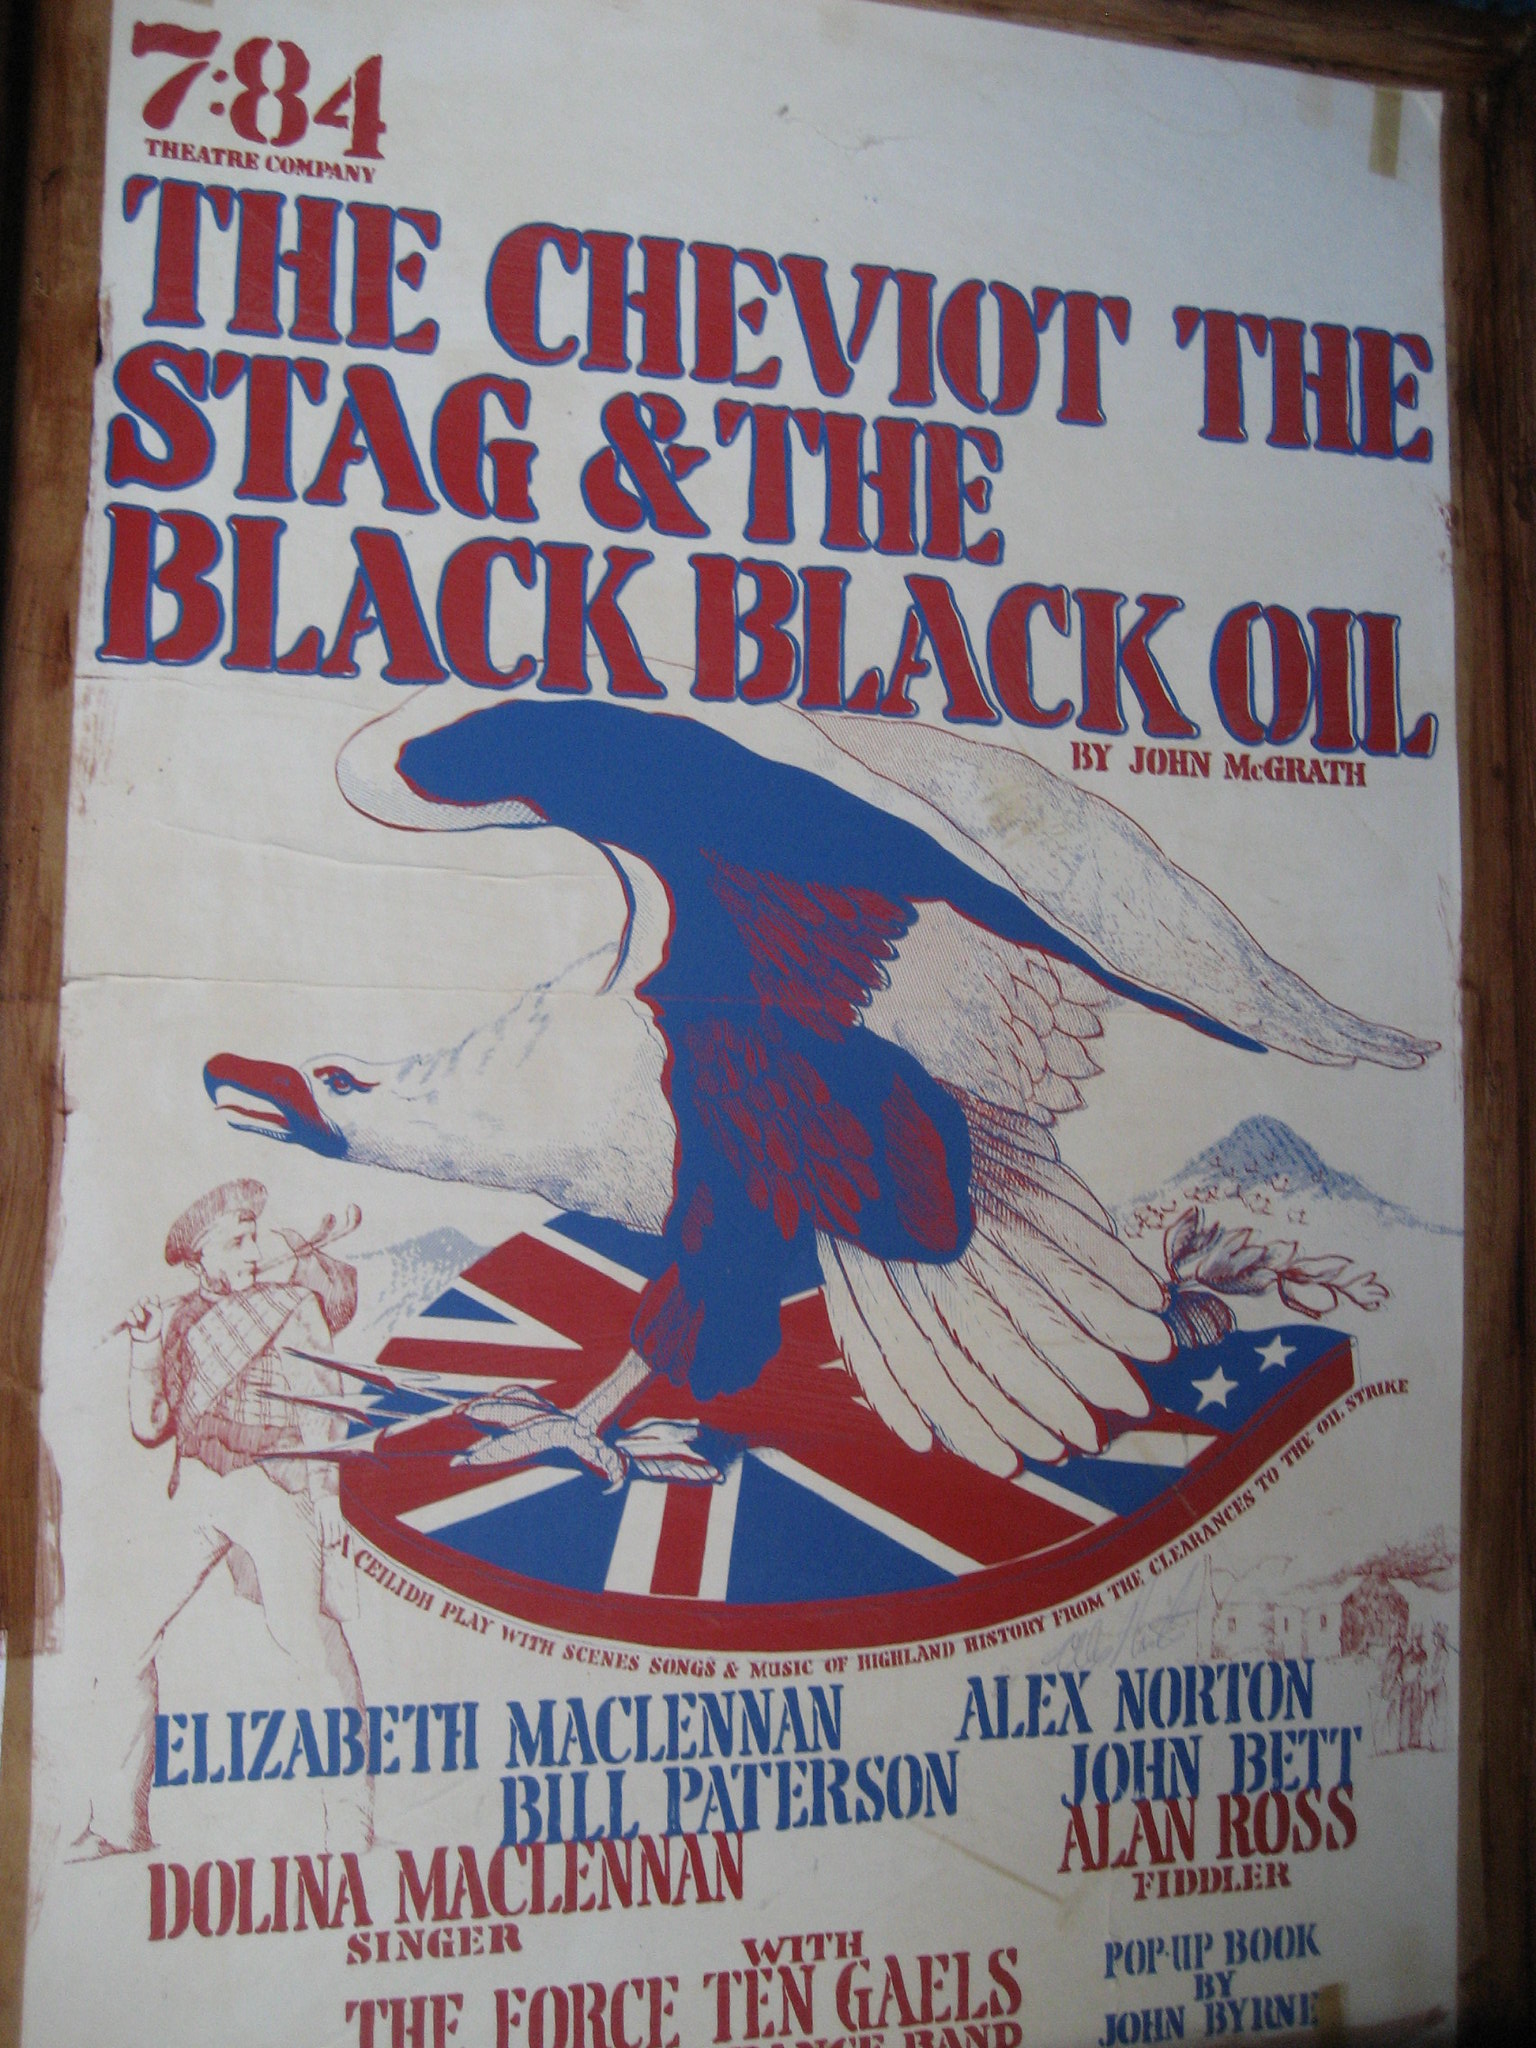 7:84
THEATRE COMPANY
THE CHEVIOT THE
STAG & THE
BLACK BLACK OIL
BY JOHN McGRATH
A CEILIDH PLAY WITH SCENES SONGS & MUSIC OF HIGHLAND HISTORY FROM THE CLEARANCES TO THE OIL STRIKE
ELIZABETH MACLENNAN
ALEX NORTON
BILL PATERSON
JOHN BETT
DOLINA MACLENNAN
SINGER
ALAN ROSS
FIDDLER
WITH
THE FORCE TEN GAELS
DANCE BAND
POP-UP BOOK
BY
JOHN BYRNE